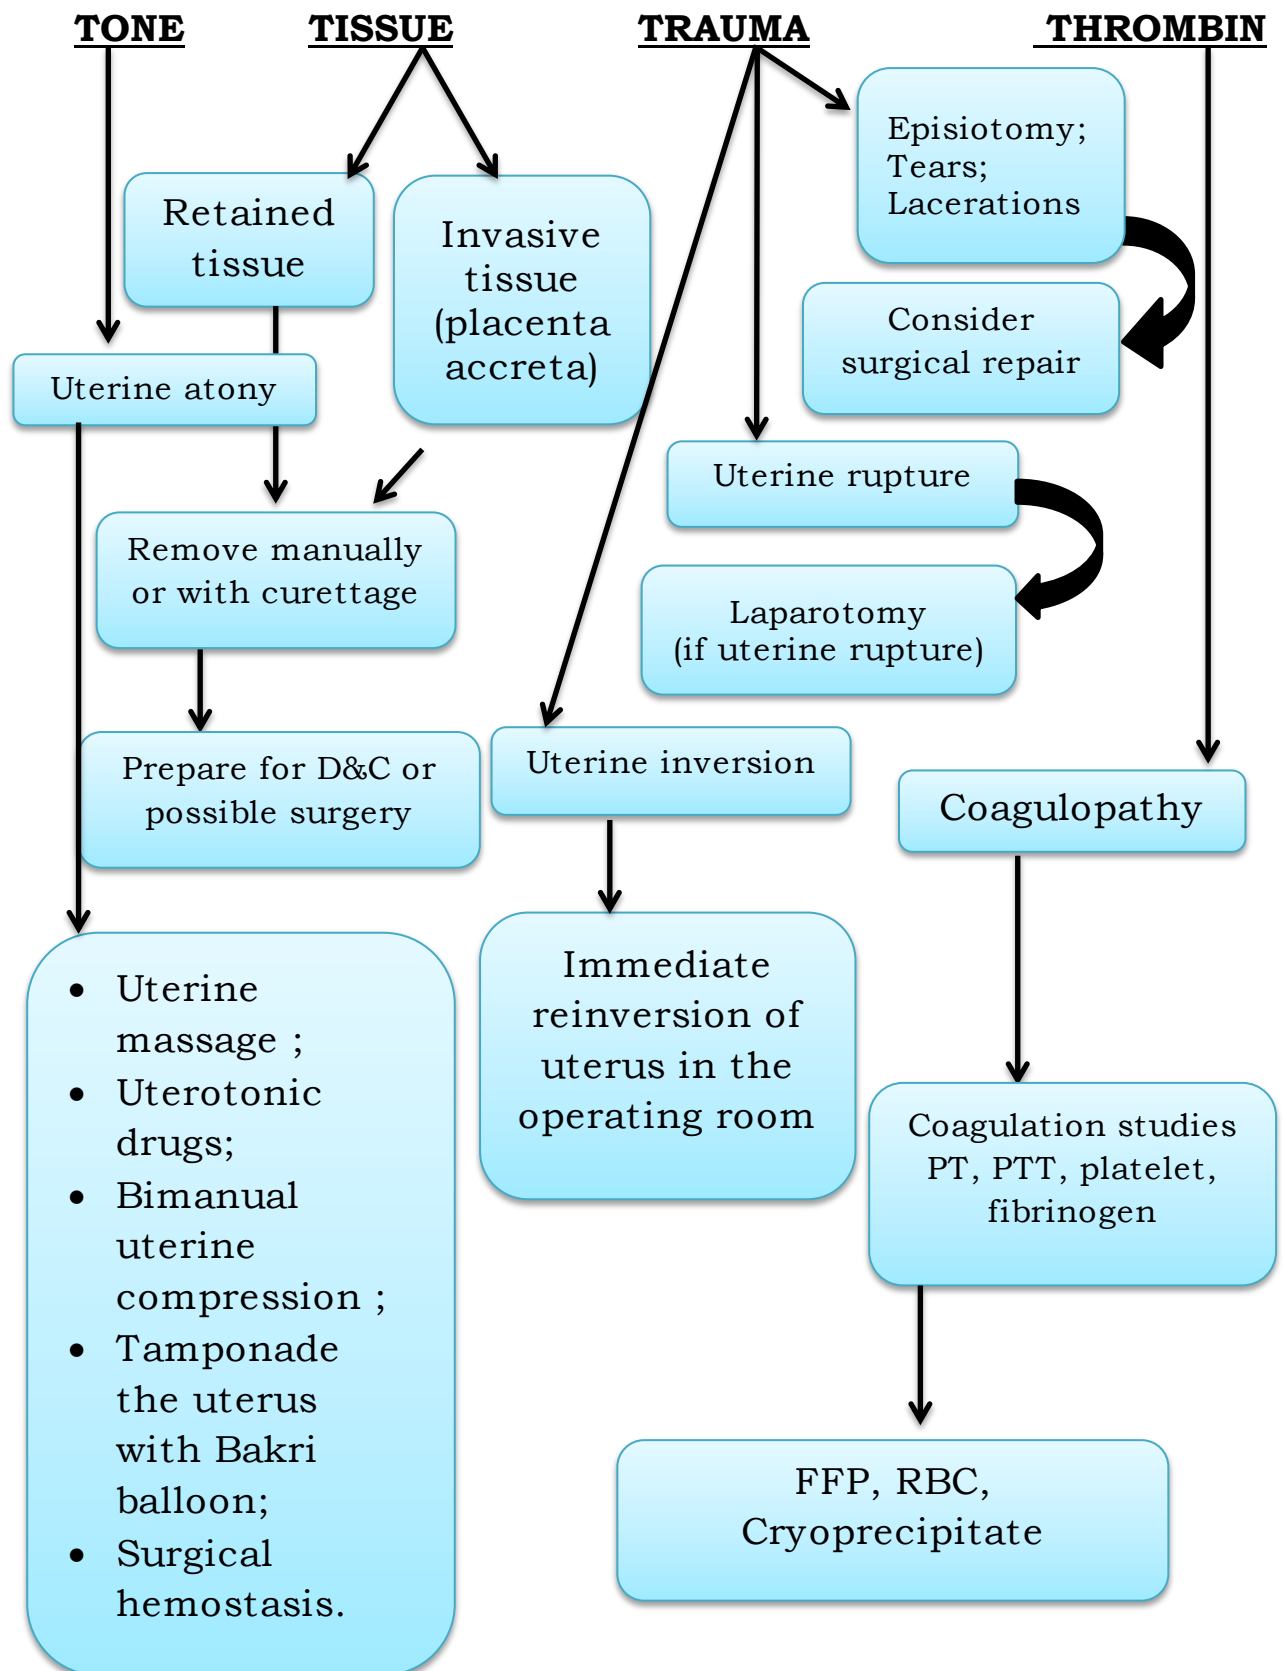 TONE
TISSUE
TRAUMA
THROMBIN
Episiotomy;
Tears;
Lacerations
Retained
tissue
Invasive
tissue
(placenta
accreta)
Consider
surgical repair
Uterine atony
Uterine rupture
Remove manually
or with curettage
Laparotomy
(if uterine rupture)
Prepare for D&C or
possible surgery
Uterine inversion
Coagulopathy
• Uterine
massage ;
• Uterotonic
drugs;
• Bimanual
uterine
compression ;
• Tamponade
the uterus
with Bakri
balloon;
• Surgical
hemostasis.
Immediate
reinversion of
uterus in the
operating room
Coagulation studies
PT, PTT, platelet,
fibrinogen
FFP, RBC,
Cryoprecipitate